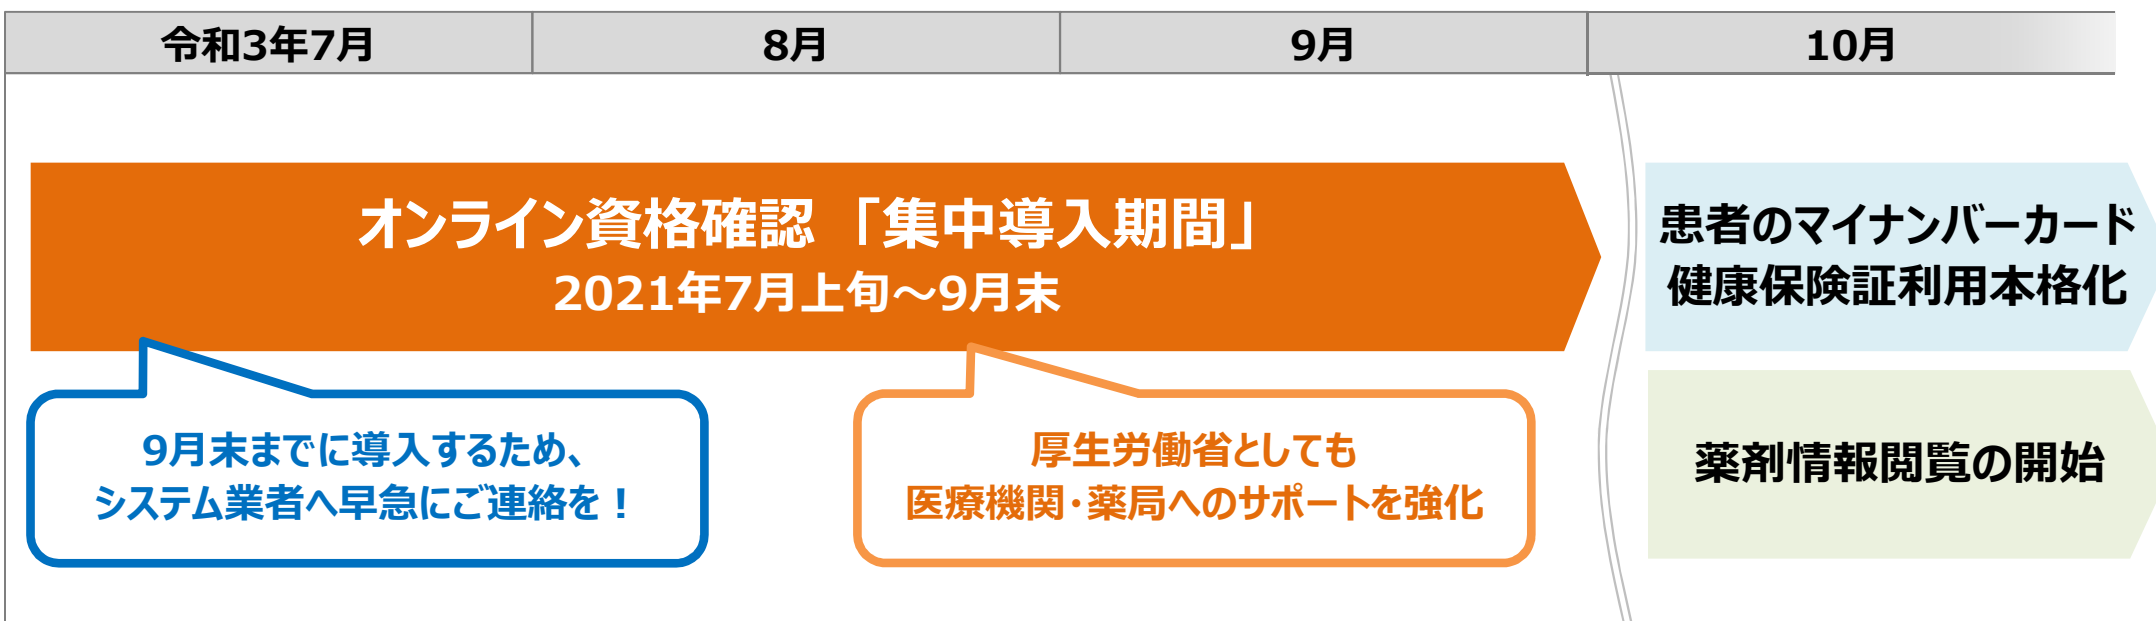 令和3年7月
8月
9月
10月
オンライン資格確認「集中導入期間」
2021年7月上旬～9月末
患者のマイナンバーカード
健康保険証利用本格化
9月末までに導入するため、
システム業者へ早急にご連絡を！
厚生労働省としても
医療機関・薬局へのサポートを強化
薬剤情報閲覧の開始